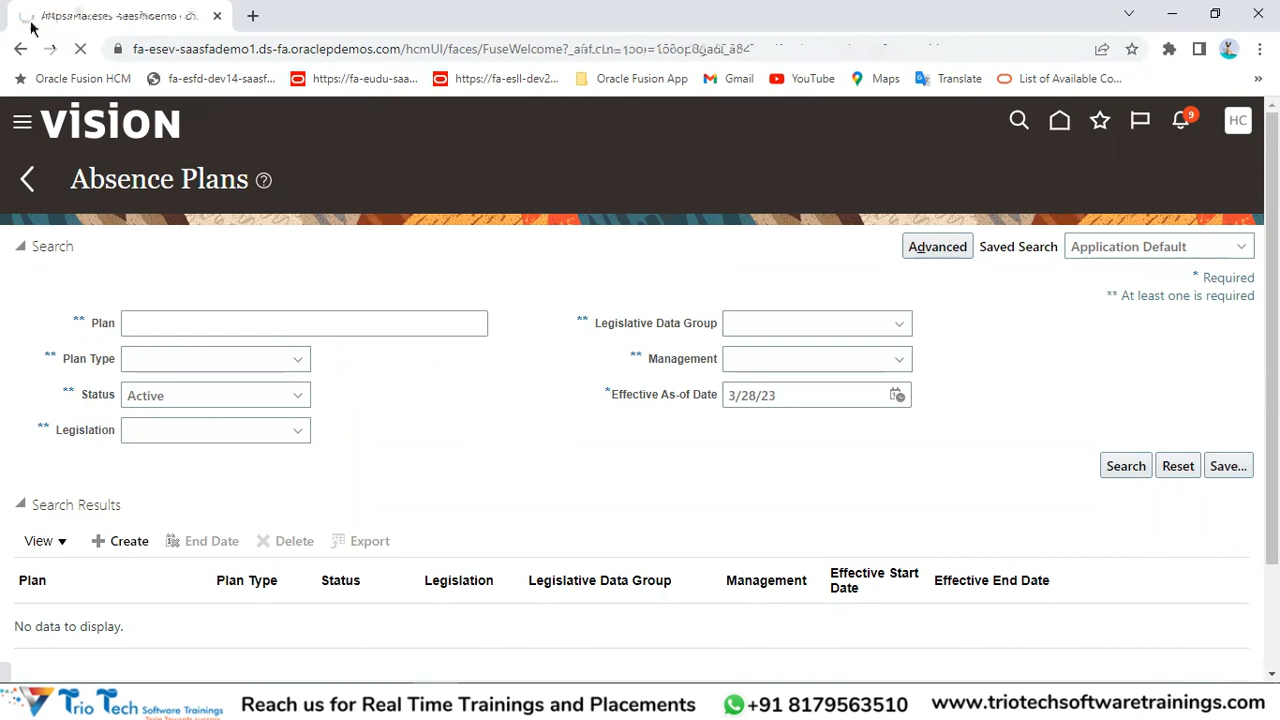 fa-esev-saasfademo1.ds-fa.oraclepdemos.com/hcmUI/faces/FuseWelcome?
Oracle Fusion HCM fa-esfd-dev14-saasf... https://fa-eudu-saa... https://fa-esll-dev2... Oracle Fusion App Gmail YouTube Maps Translate List of Available Co... »
VISION 9 HC
Absence Plans ?
Search Advanced Saved Search Application Default
* Required
** At least one is required
** Plan ** Legislative Data Group
** Plan Type ** Management
** Status Active *Effective As-of Date 3/28/23
** Legislation
Search Reset Save...
Search Results
View Create End Date Delete Export
Plan Plan Type Status Legislation Legislative Data Group Management Effective Start Date Effective End Date
No data to display.
Trio Tech Software Trainings Reach us for Real Time Trainings and Placements +91 8179563510 www.triotechsoftwaretrainings.com